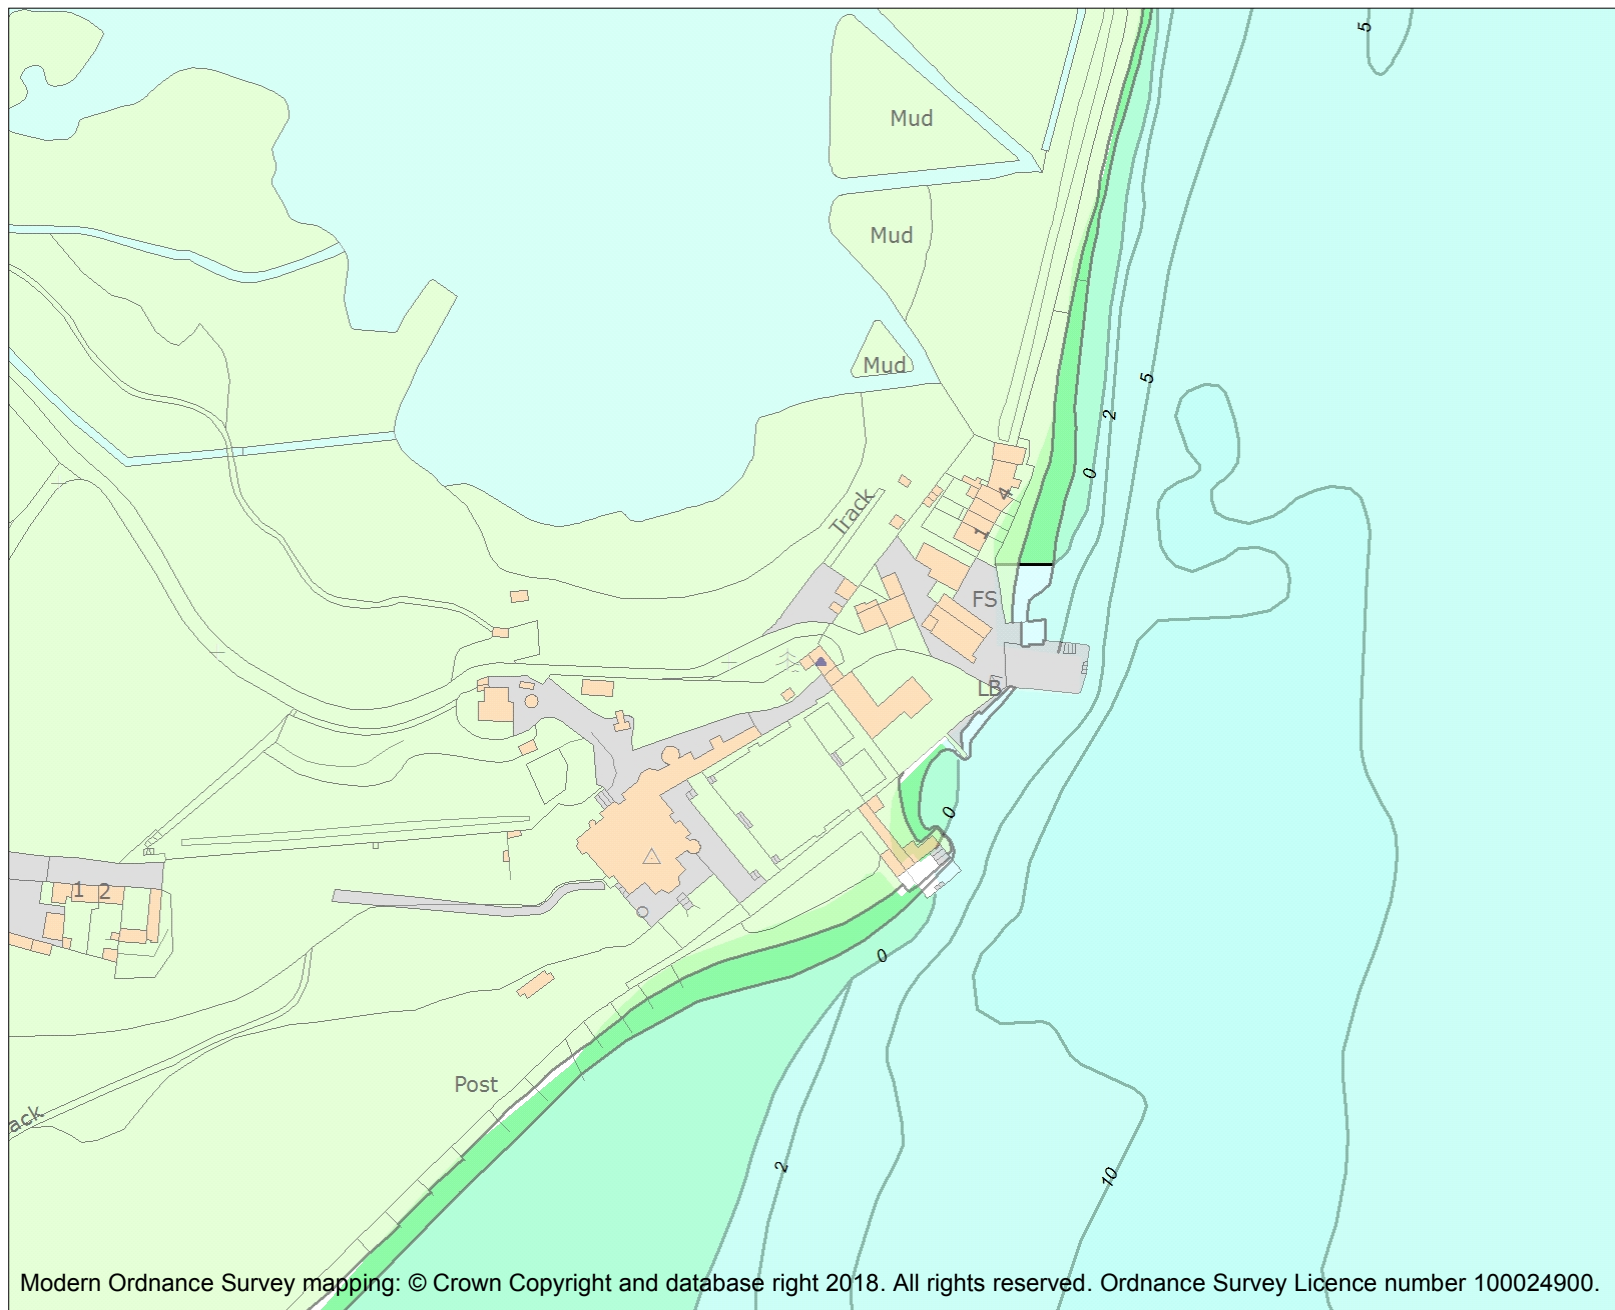 5
Mud
Mud
Mud
5
2
0
4
Track
1
FS
LB
0
1 2
0
Post
ack
2
10
Modern Ordnance Survey mapping: © Crown Copyright and database right 2018. All rights reserved. Ordnance Survey Licence number 100024900.